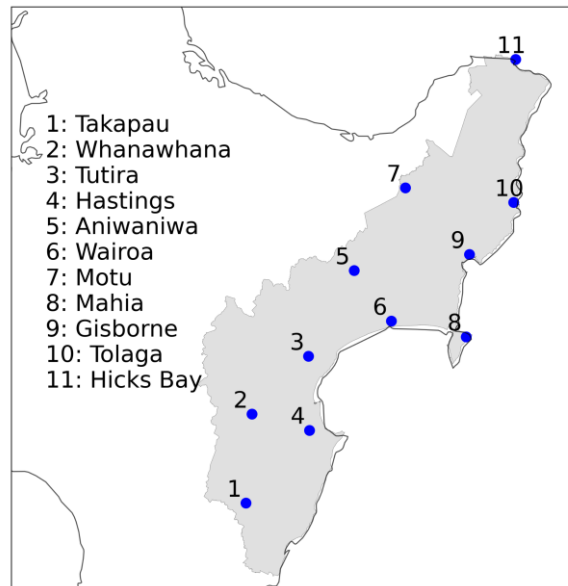 11
1: Takapau
2: Whanawhana
3: Tutira
4: Hastings
5: Aniwaniwa
6: Wairoa
7: Motu
8: Mahia
9: Gisborne
10: Tolaga
11: Hicks Bay
7
10
9
5
6
8
3
2
4
1